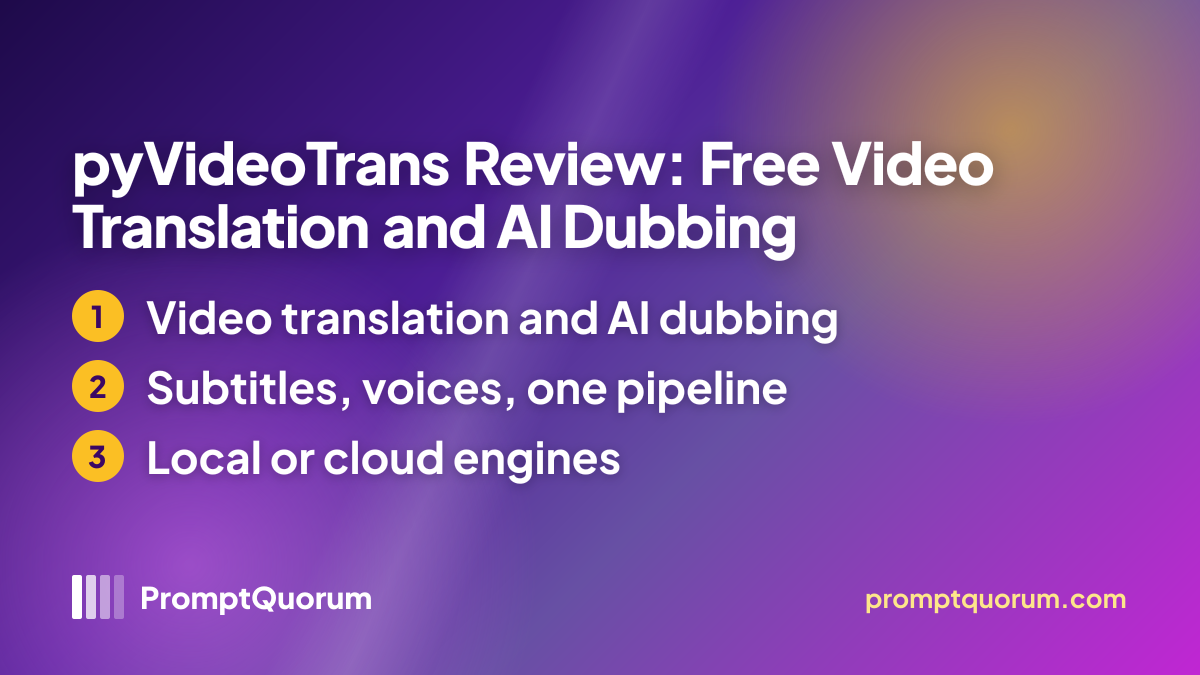 pyVideoTrans Review: Free Video
Translation and AI Dubbing
1 Video translation and AI dubbing
2 Subtitles, voices, one pipeline
3 Local or cloud engines
PromptQuorum
promptquorum.com